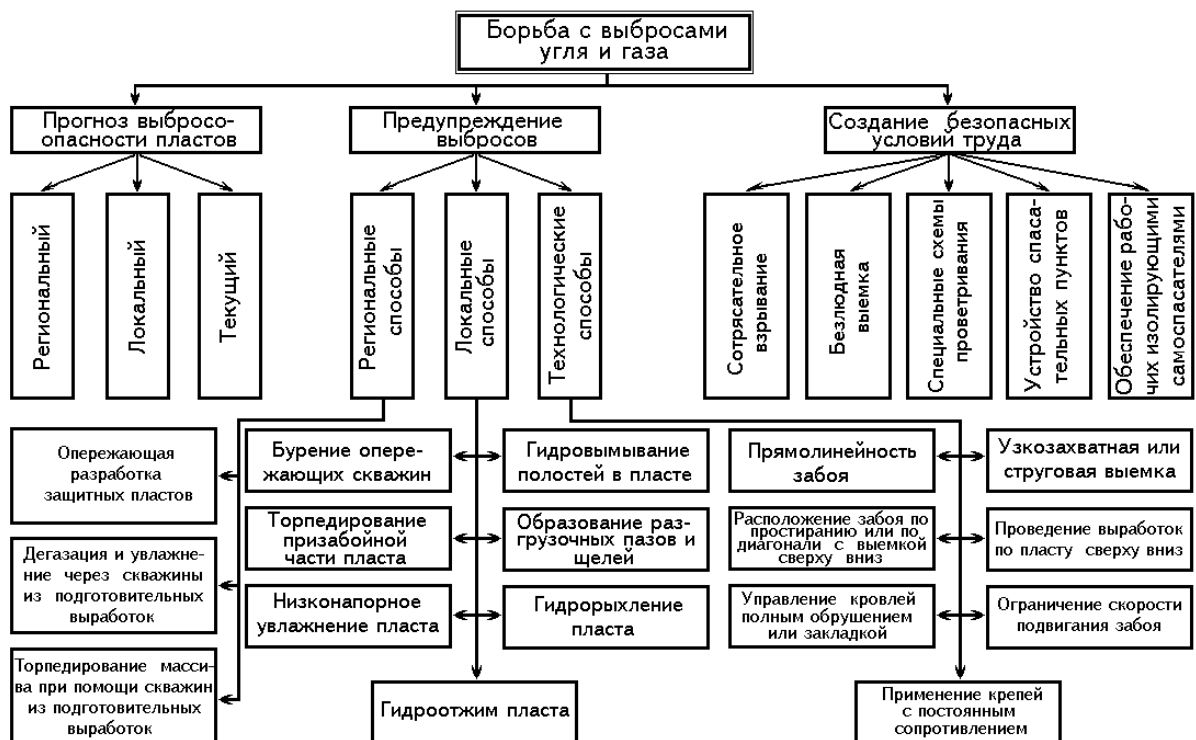 Борьба с выбросами
угля и газа
Прогноз выбросо-
опасности пластов
Предупреждение
выбросов
Создание безопасных
условий труда
Региональный
Локальный
Текущий
Региональные
способы
Локальные
способы
Технологические
способы
Сотрясательное
взрывание
Безлюдная
выемка
Специальные схемы
проветривания
Устройство спаса-
тельных пунктов
Обеспечение рабо-
чих изолирующими
самоспасателями
Опережающая
разработка
защитных пластов
Дегазация и увлажне-
ние через скважины
из подготовительных
выработок
Торпедирование масси-
ва при помощи скважин
из подготовительных
выработок
Бурение опере-
жающих скважин
Гидровымывание
полостей в пласте
Торпедирование
призабойной
части пласта
Образование раз-
грузочных пазов и
щелей
Низконапорное
увлажнение пласта
Гидрорыхление
пласта
Гидроотжим пласта
Прямолинейность
забоя
Узкозахватная или
струговая выемка
Расположение забоя по
простиранию или по
диагонали с выемкой
сверху вниз
Проведение выработок
по пласту сверху вниз
Управление кровлей
полным обрушением
или закладкой
Ограничение скорости
подвигания забоя
Применение крепей
с постоянным
сопротивлением